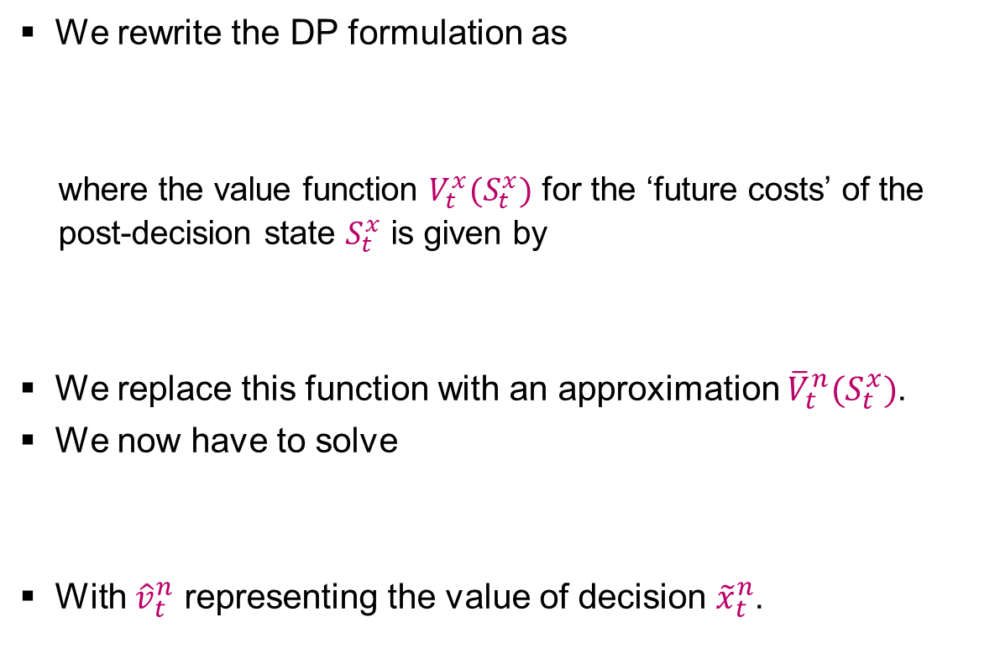 ▪ We rewrite the DP formulation as
where the value function $V_t^x(S_t^x)$ for the ‘future costs’ of the
post-decision state $S_t^x$ is given by
▪ We replace this function with an approximation $\bar{V}_t^n(S_t^x)$.
▪ We now have to solve
▪ With $\hat{v}_t^n$ representing the value of decision $\tilde{x}_t^n$.